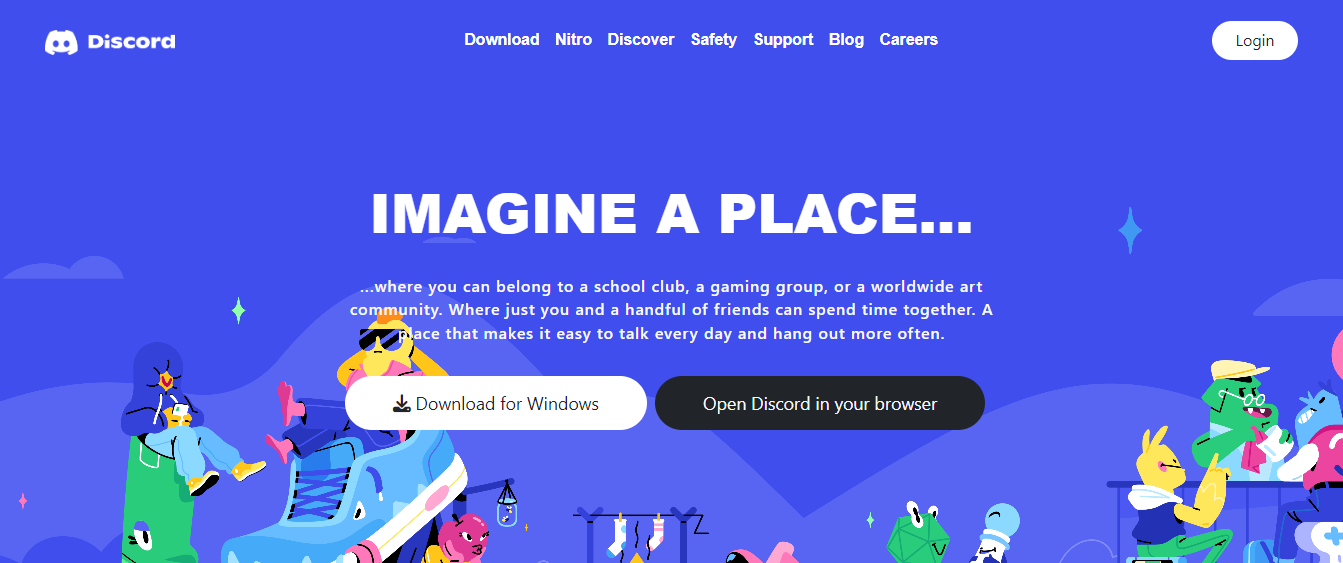 Discord
Download Nitro Discover Safety Support Blog Careers
Login
IMAGINE A PLACE...
...where you can belong to a school club, a gaming group, or a worldwide art
community. Where just you and a handful of friends can spend time together. A
place that makes it easy to talk every day and hang out more often.
Download for Windows
Open Discord in your browser